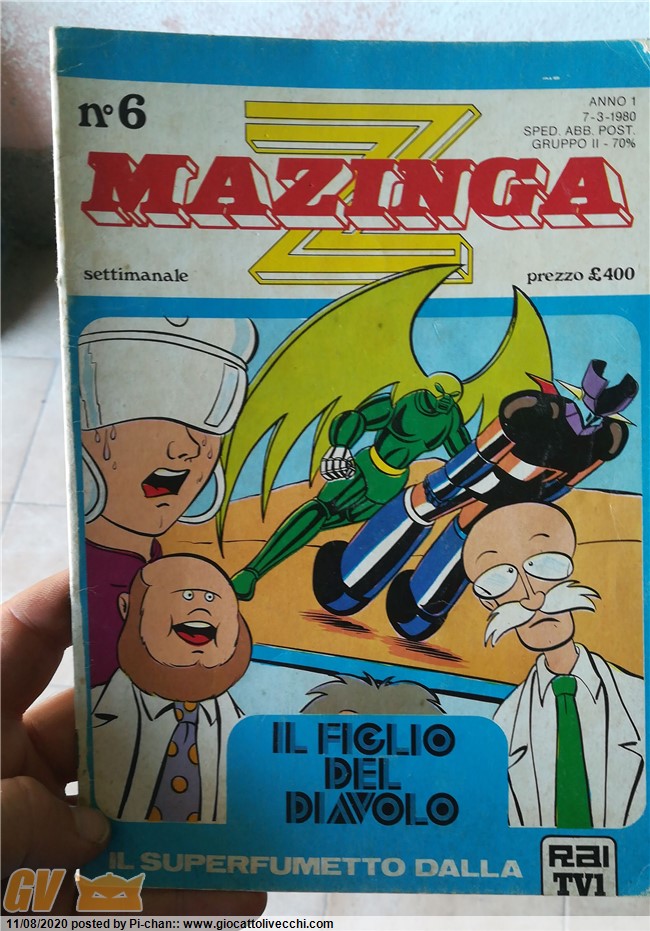 n° 6
ANNO 1
7-3-1980
SPED. ABB. POST.
GRUPPO II - 70%
Z
MAZINGA
settimanale
prezzo £400
IL FIGLIO
DEL
DIAVOLO
IL SUPERFUMETTO DALLA
RAI
TV1
GV
11/08/2020 posted by Pi-chan:: www.giocattolivecchi.com